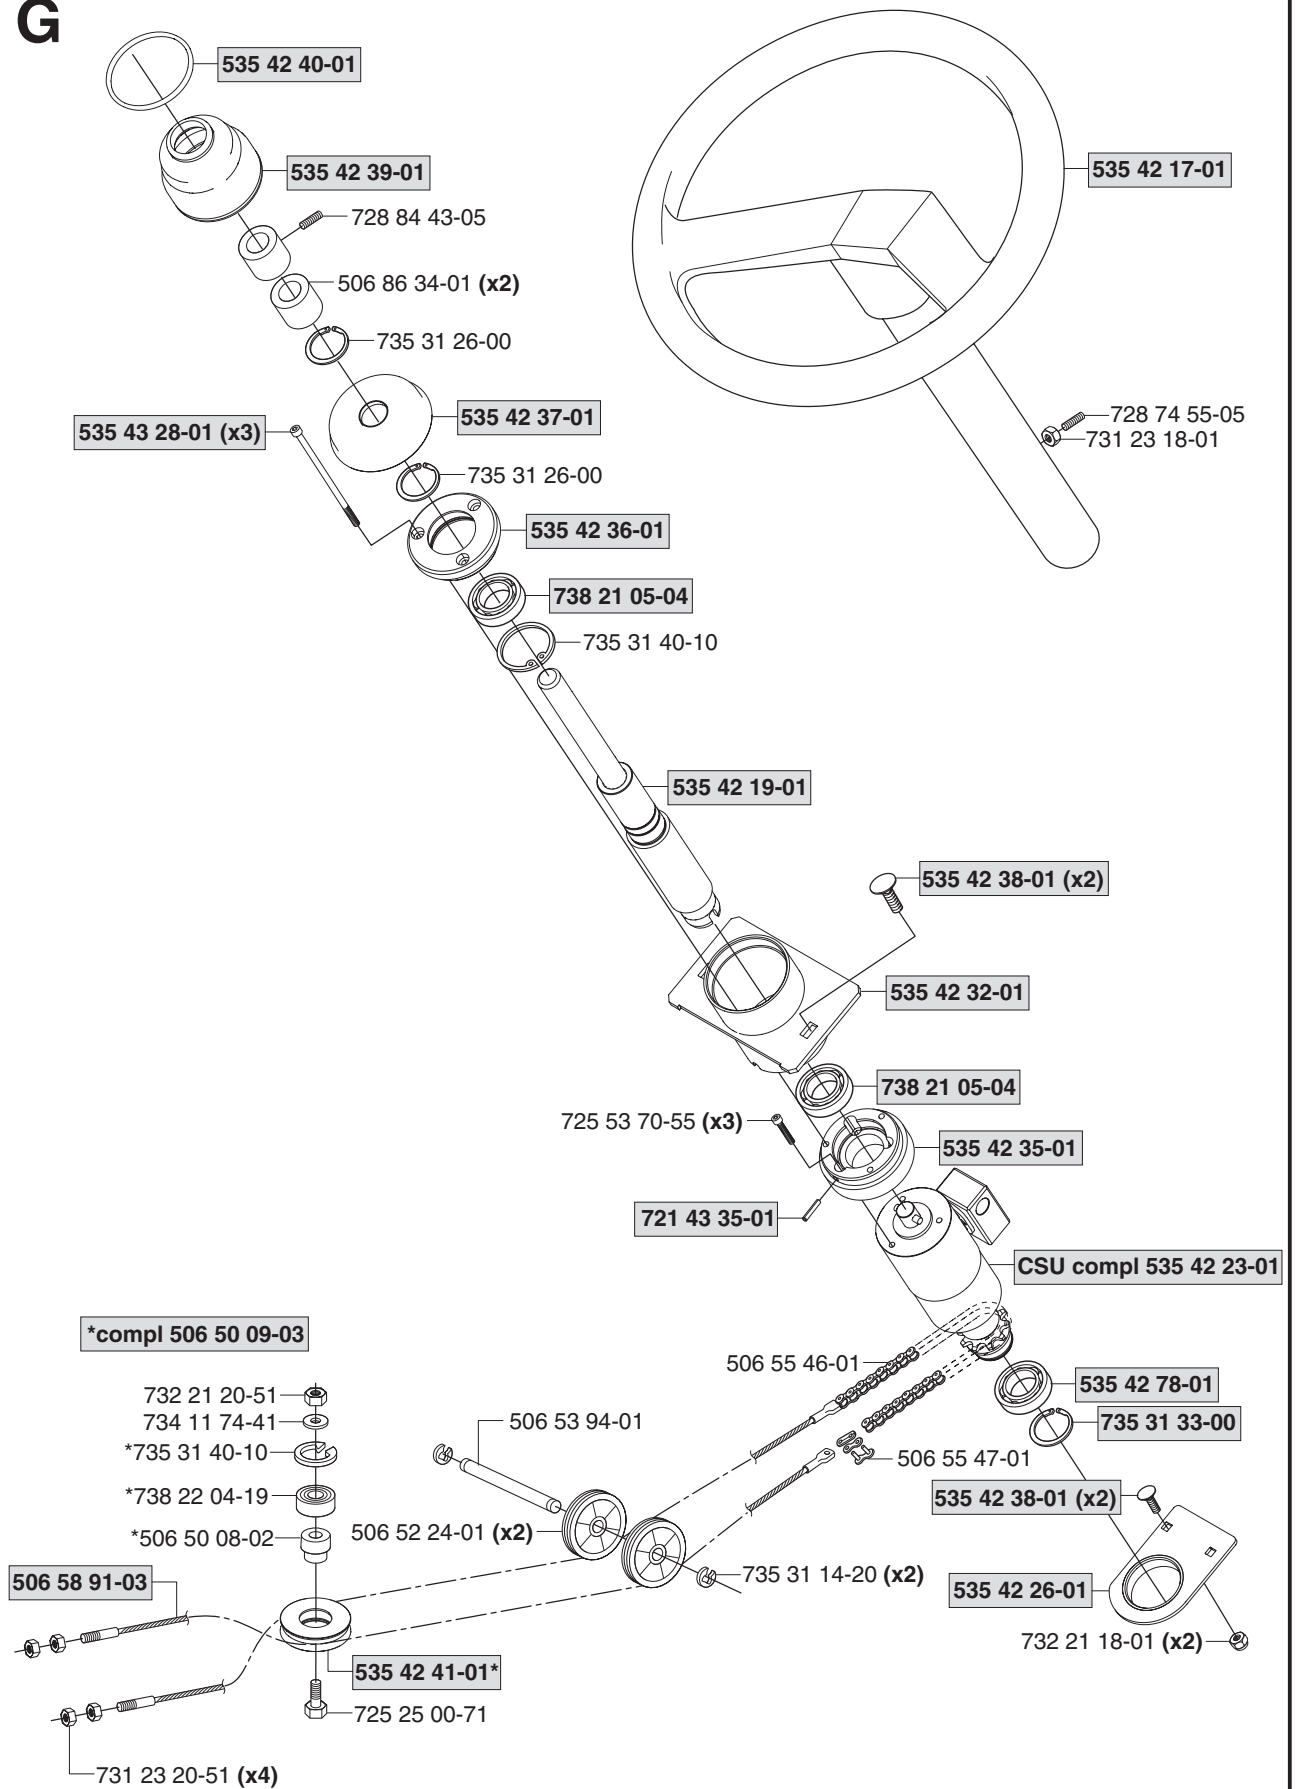 G
535 42 40-01
535 42 39-01
535 42 17-01
728 84 43-05
506 86 34-01 (x2)
735 31 26-00
535 42 37-01
535 43 28-01 (x3)
728 74 55-05
731 23 18-01
735 31 26-00
535 42 36-01
738 21 05-04
735 31 40-10
535 42 19-01
535 42 38-01 (x2)
535 42 32-01
738 21 05-04
725 53 70-55 (x3)
535 42 35-01
721 43 35-01
CSU compl 535 42 23-01
*compl 506 50 09-03
506 55 46-01
535 42 78-01
732 21 20-51
734 11 74-41
506 53 94-01
735 31 33-00
*735 31 40-10
506 55 47-01
*738 22 04-19
535 42 38-01 (x2)
*506 50 08-02
506 52 24-01 (x2)
735 31 14-20 (x2)
506 58 91-03
535 42 26-01
732 21 18-01 (x2)
535 42 41-01*
725 25 00-71
731 23 20-51 (x4)